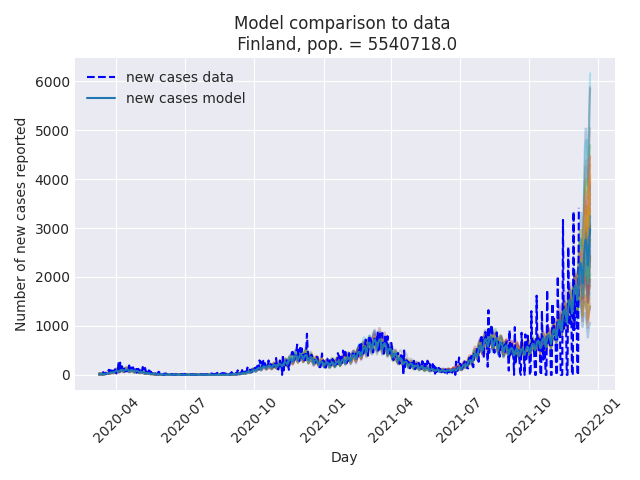 Model comparison to data
Finland, pop. = 5540718.0
new cases data
new cases model
Number of new cases reported
6000
5000
4000
3000
2000
1000
0
2020-04
2020-07
2020-10
2021-01
2021-04
2021-07
2021-10
2022-01
Day